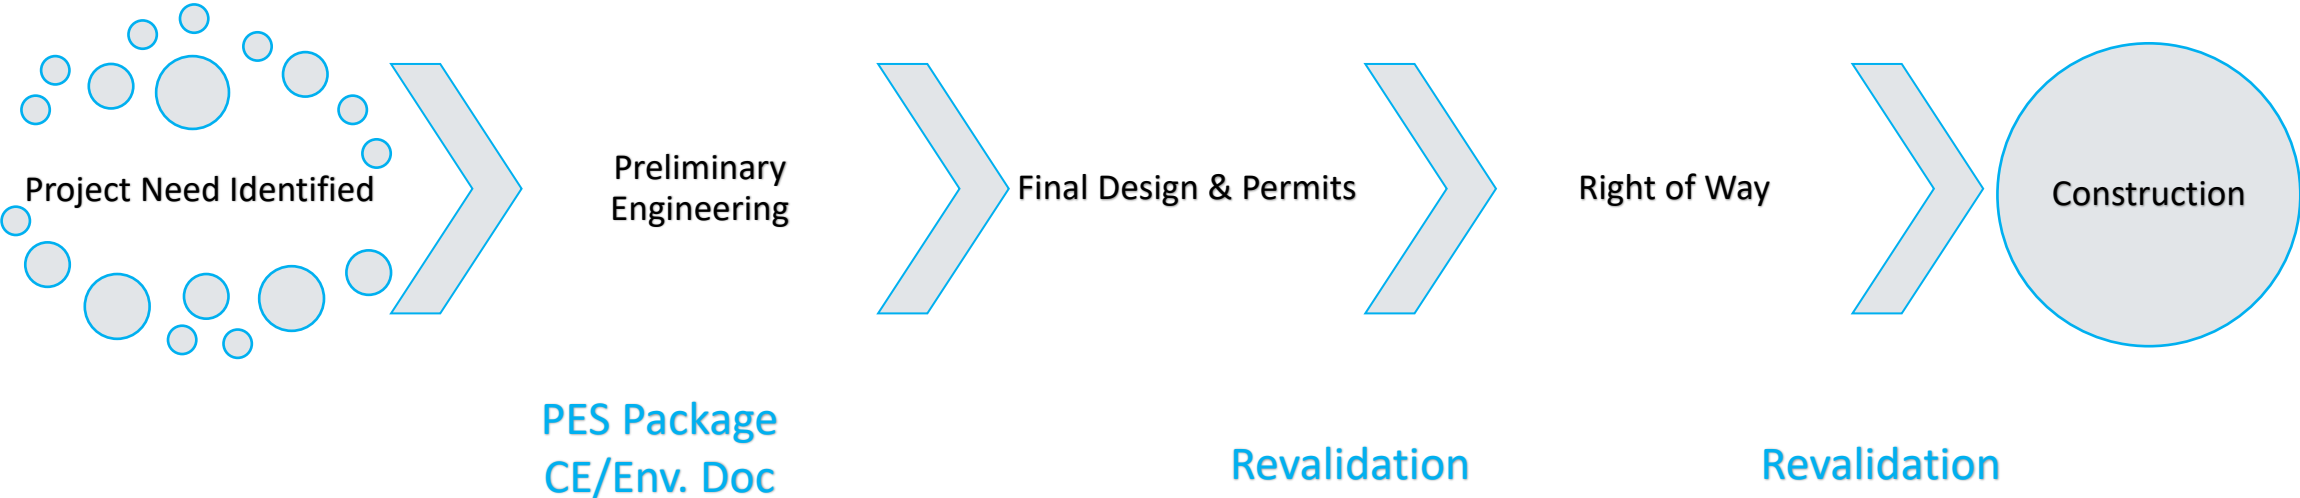 Project Need Identified
Preliminary
Engineering
Final Design & Permits
Right of Way
Construction
PES Package
CE/Env. Doc
Revalidation
Revalidation